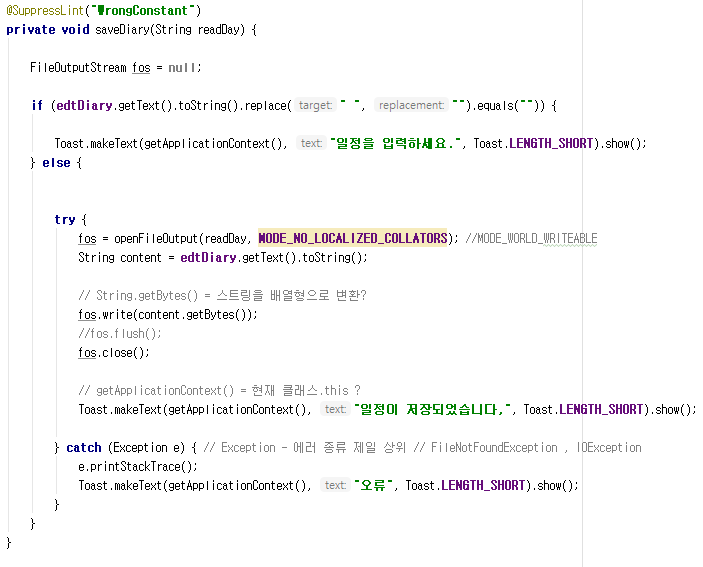 @SuppressLint("WrongConstant")
private void saveDiary(String readDay) {
FileOutputStream fos = null;
if (edtDiary.getText().toString().replace( target: " ", replacement: "").equals("")) {
Toast.makeText(getApplicationContext(), text: "일정을 입력하세요.", Toast.LENGTH_SHORT).show();
} else {
try {
fos = openFileOutput(readDay, MODE_NO_LOCALIZED_COLLATORS); //MODE_WORLD_WRITEABLE
String content = edtDiary.getText().toString();
// String.getBytes() = 스트링을 배열형으로 변환?
fos.write(content.getBytes());
//fos.flush();
fos.close();
// getApplicationContext() = 현재 클래스.this ?
Toast.makeText(getApplicationContext(), text: "일정이 저장되었습니다,", Toast.LENGTH_SHORT).show();
} catch (Exception e) { // Exception - 에러 종류 제일 상위 // FileNotFoundException , IOException
e.printStackTrace();
Toast.makeText(getApplicationContext(), text: "오류", Toast.LENGTH_SHORT).show();
}
}
}